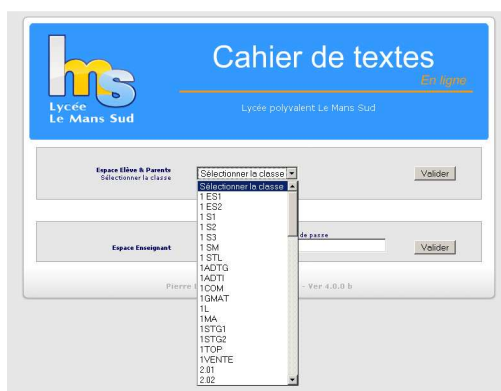 lms
Lycée
Le Mans Sud
Cahier de textes
En ligne
Lycée polyvalent Le Mans Sud
Espace Elève & Parents
Sélectionner la classe
Sélectionner la classe
Valider
Sélectionner la classe
1 ES1
1 ES2
1 S1
1 S2
1 S3
1 SM
1 STL
1ADTG
1ADTI
1COM
1GMAT
1L
1MA
1STG1
1STG2
1TOP
1VENTE
2.01
2.02
de passe
Espace Enseignant
Valider
Pierre
- Ver 4.0.0 b